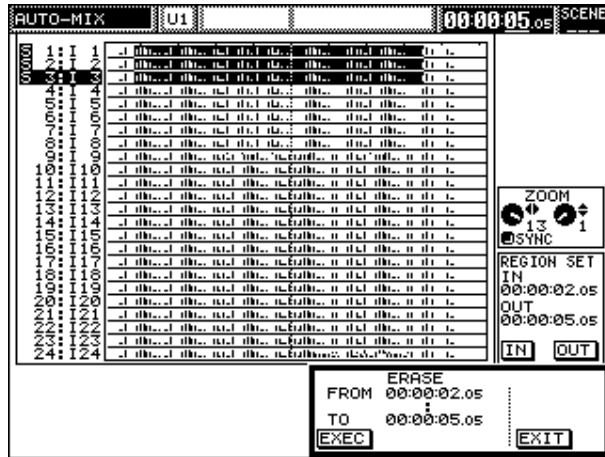 AUTO-MIX
U1
00:00:05.05
SCENE
S 1:I 1
S 2:I 2
S 3:I 3
4:I 4
5:I 5
6:I 6
7:I 7
8:I 8
9:I 9
10:I10
11:I11
12:I12
13:I13
14:I14
15:I15
16:I16
17:I17
18:I18
19:I19
20:I20
21:I21
22:I22
23:I23
24:I24
ZOOM
13 1
SYNC
REGION SET
IN
00:00:02.05
OUT
00:00:05.05
IN OUT
ERASE
FROM 00:00:02.05
:
TO 00:00:05.05
EXEC EXIT